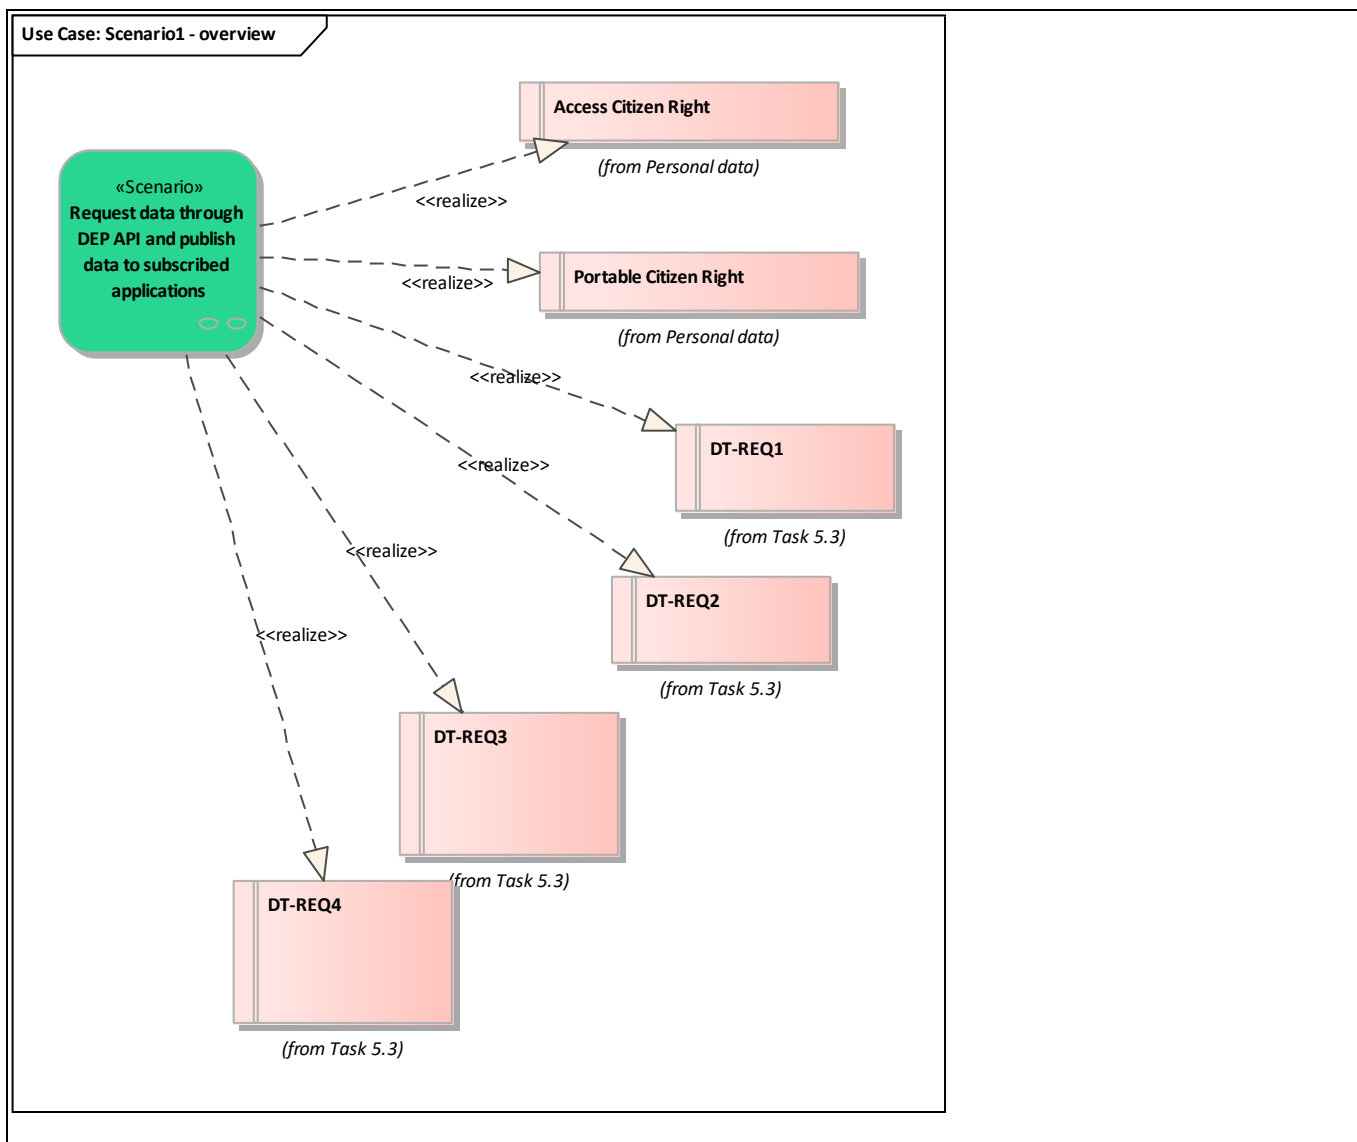 Use Case: Scenario1 - overview
Access Citizen Right
(from Personal data)
«Scenario»
Request data through
DEP API and publish
data to subscribed
applications
<<realize>>
Portable Citizen Right
<<realize>>
(from Personal data)
<<realize>>
DT-REQ1
<<realize>>
(from Task 5.3)
<<realize>>
DT-REQ2
<<realize>>
(from Task 5.3)
DT-REQ3
(from Task 5.3)
DT-REQ4
(from Task 5.3)